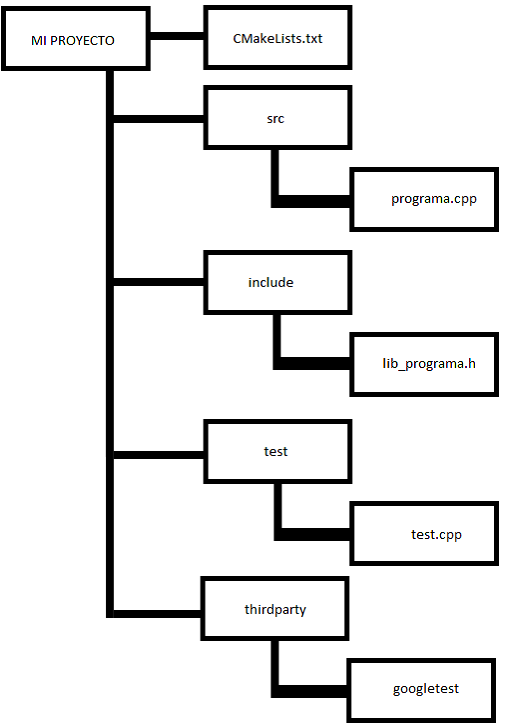 MI PROYECTO
CMakeLists.txt
src
programa.cpp
include
lib_programa.h
test
test.cpp
thirdparty
googletest